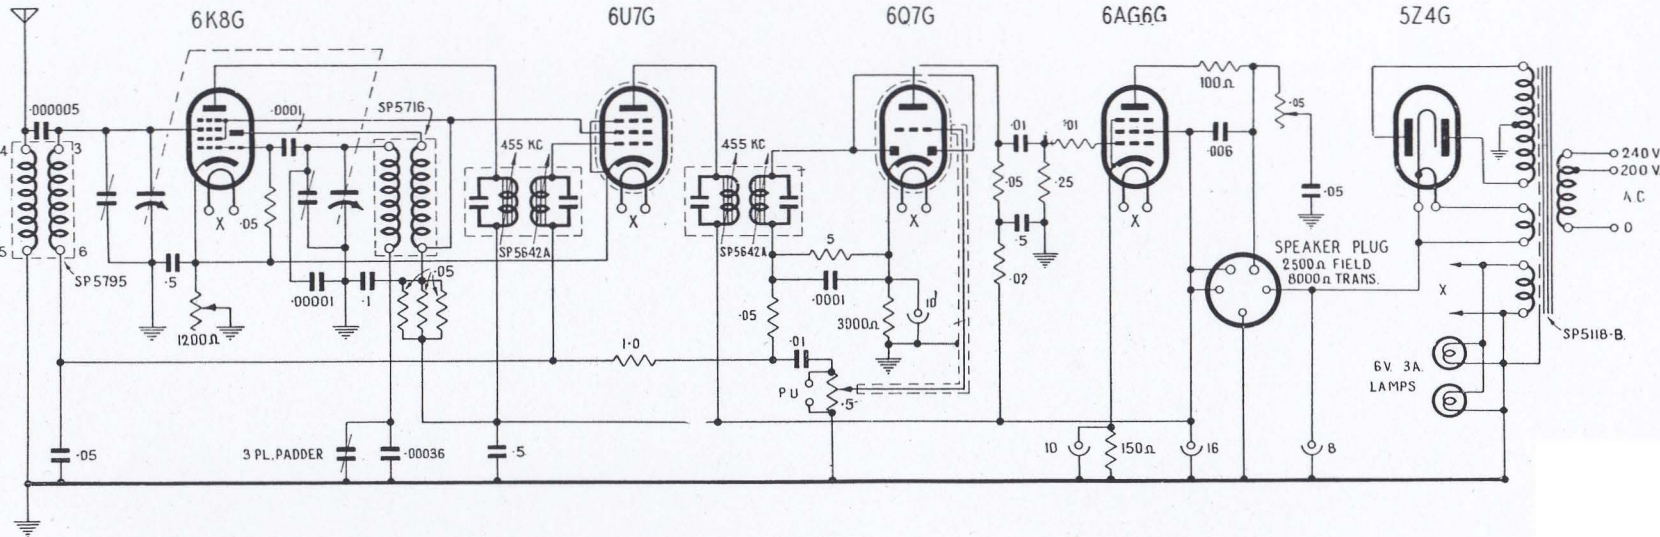 6K8G
6U7G
6Q7G
6AG6G
5Z4G
.000005
.0001
SP5716
4
3
5
6
SP5795
X
.05
.5
1200Ω
.00001
.1
.05
455 KC
SP5642A
X
455 KC
SP5642A
X
5
.0001
.05
3000Ω
10
1.0
.01
PU
.5
3 PL. PADDER
.00036
.5
.05
.01
.05
.25
.5
.02
.01
X
100Ω
.05
.006
.05
SPEAKER PLUG
2500Ω FIELD
8000Ω TRANS.
10
150Ω
16
8
X
6V. 3A.
LAMPS
240V
200V.
A.C
0
SP5118-B.